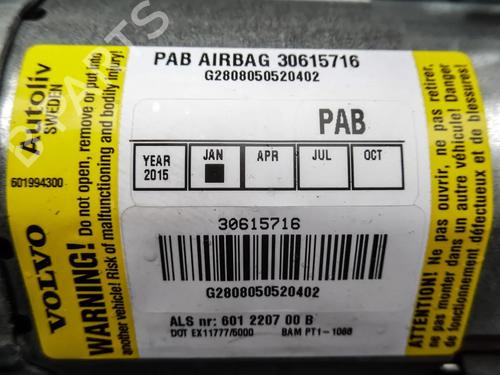 PAB AIRBAG 30615716
G2808050520402
PAB
YEAR 2015
JAN
APR
JUL
OCT
30615716
G2808050520402
ALS nr: 601 2207 00 B
DOT EX11777/5000 BAM PT1-1088
Autoliv
SWEDEN
601994300
VOLVO
WARNING! Do not open, remove or put into
another vehicle! Risk of malfunctioning and bodily injury!
ATTENTION! Ne pas ouvrir, ne pas retirer,
ne pas monter dans un autre véhicule! Danger
de fonctionnement défectueux et de blessures!
B-PARTS